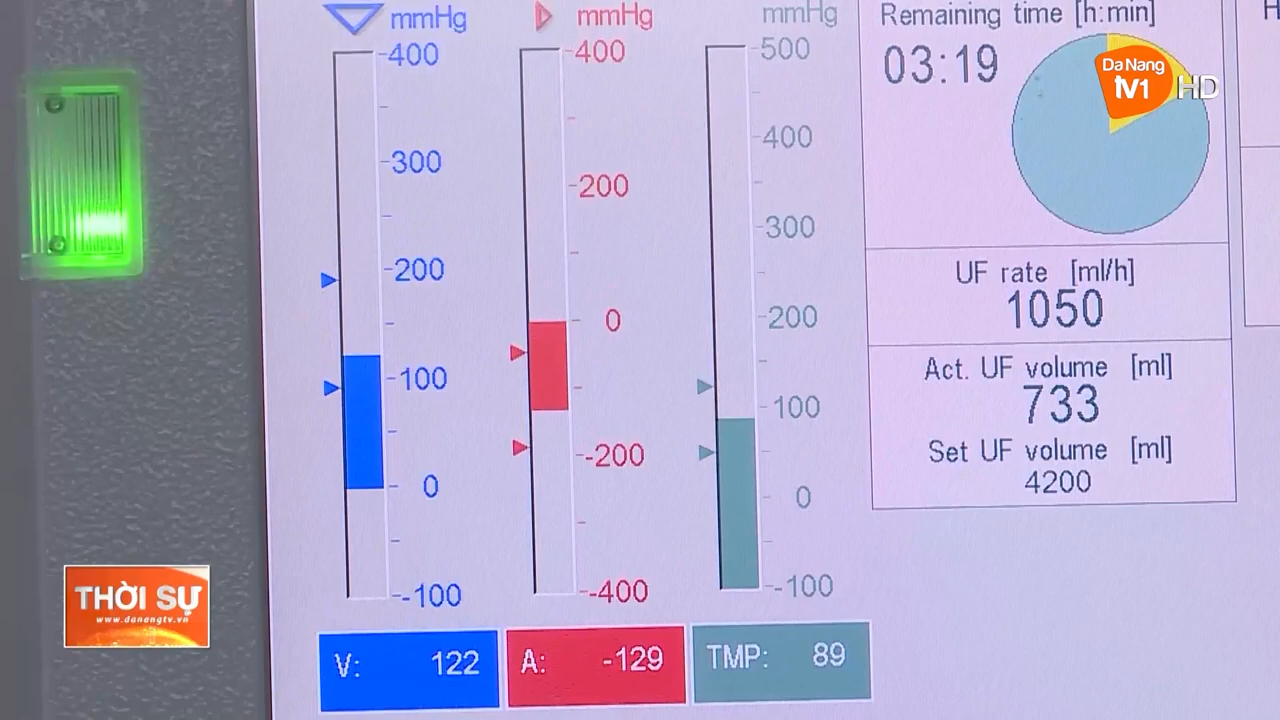 mmHg
400
300
200
100
0
-100
mmHg
400
200
0
-200
-400
mmHg
500
400
300
200
100
0
-100
Remaining time [h:min]
03:19
UF rate [ml/h]
1050
Act. UF volume [ml]
733
Set UF volume [ml]
4200
V: 122
A: -129
TMP: 89
Da Nang
TV1 HD
THỜI SỰ
www.danangtv.vn
H